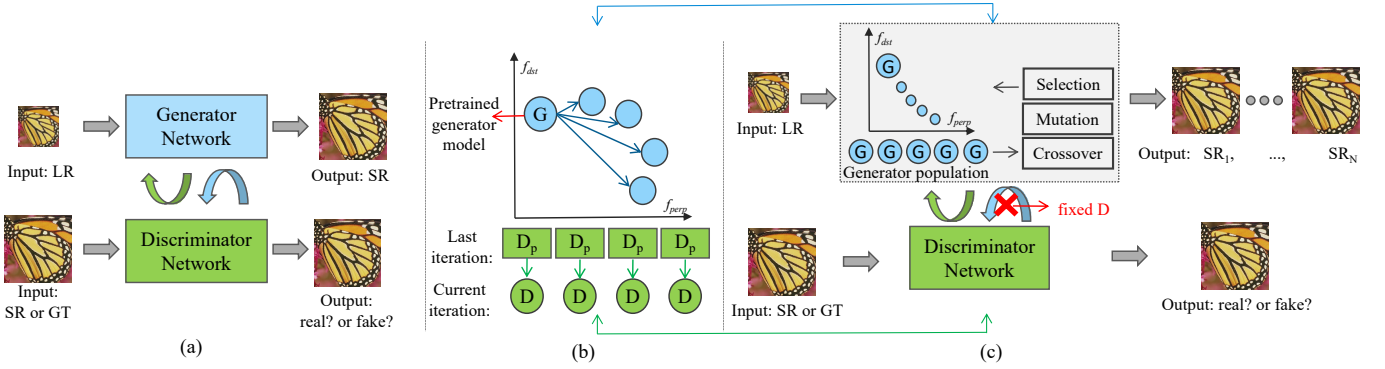 Generator
Network
Input: LR
Output: SR
Discriminator
Network
Input:
SR or GT
Output:
real? or fake?
(a)
f_dst
Pretrained
generator
model
G
f_perp
Last
iteration:
D_p D_p D_p D_p
Current
iteration:
D D D D
(b)
f_dst
G
f_perp
G G G G G
Generator population
Selection
Mutation
Crossover
Input: LR
Output: SR_1, ..., SR_N
fixed D
Discriminator
Network
Input: SR or GT
Output: real? or fake?
(c)